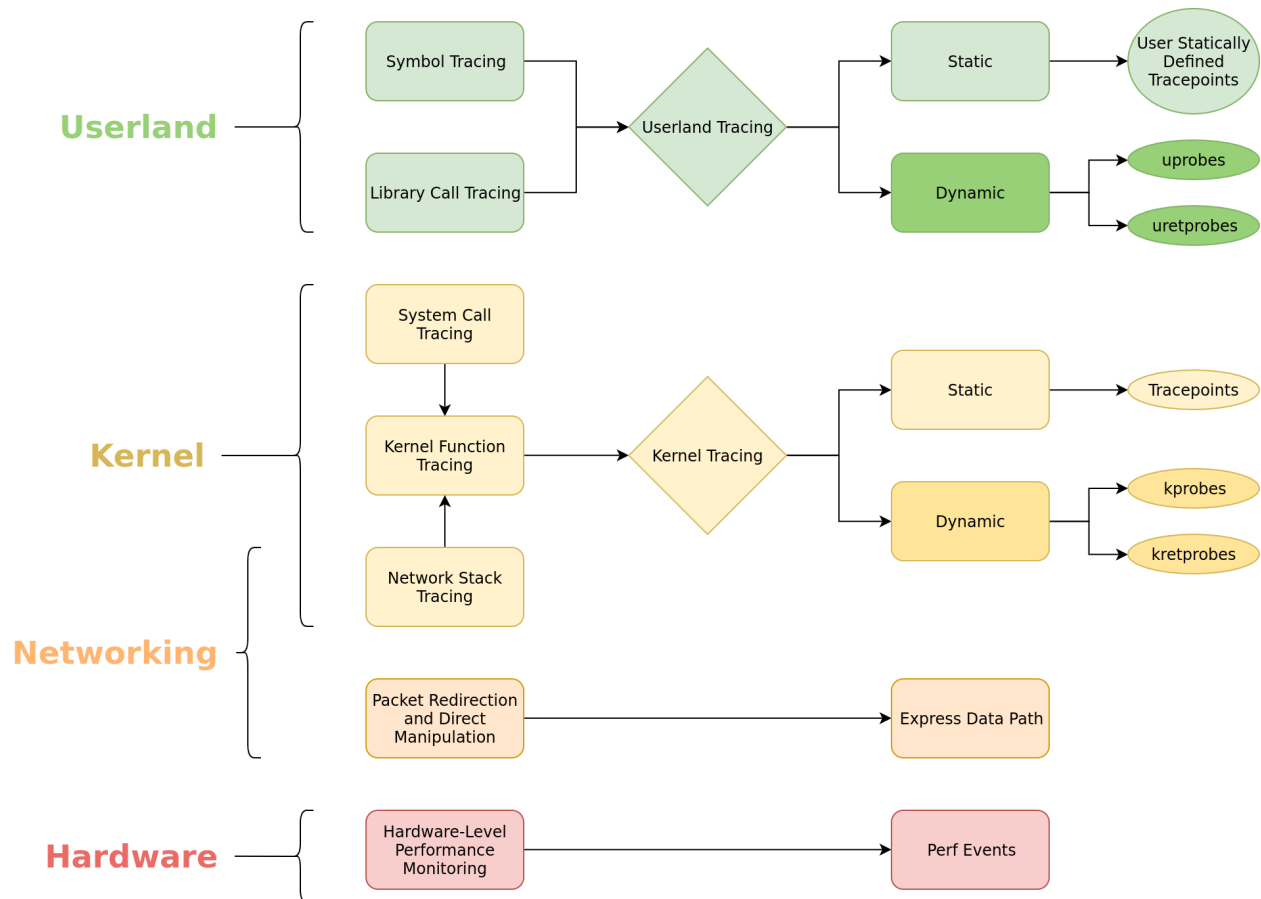 Userland
Symbol Tracing
Library Call Tracing
Userland Tracing
Static
Dynamic
User Statically
Defined
Tracepoints
uprobes
uretprobes
Kernel
System Call
Tracing
Kernel Function
Tracing
Network Stack
Tracing
Kernel Tracing
Static
Dynamic
Tracepoints
kprobes
kretprobes
Networking
Packet Redirection
and Direct
Manipulation
Express Data Path
Hardware
Hardware-Level
Performance
Monitoring
Perf Events